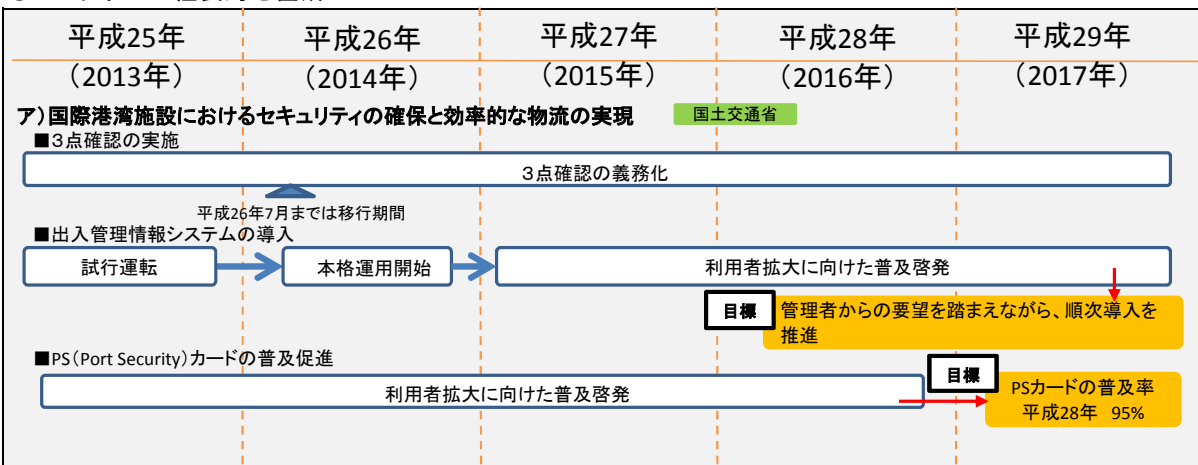 平成25年 平成26年 平成27年 平成28年 平成29年
（2013年） （2014年） （2015年） （2016年） （2017年）
ア）国際港湾施設におけるセキュリティの確保と効率的な物流の実現 国土交通省
■3点確認の実施
３点確認の義務化
平成26年7月までは移行期間
■出入管理情報システムの導入
試行運転 本格運用開始 利用者拡大に向けた普及啓発
目標 管理者からの要望を踏まえながら、順次導入を
推進
■PS（Port Security）カードの普及促進
利用者拡大に向けた普及啓発
目標
PSカードの普及率
平成28年 95%